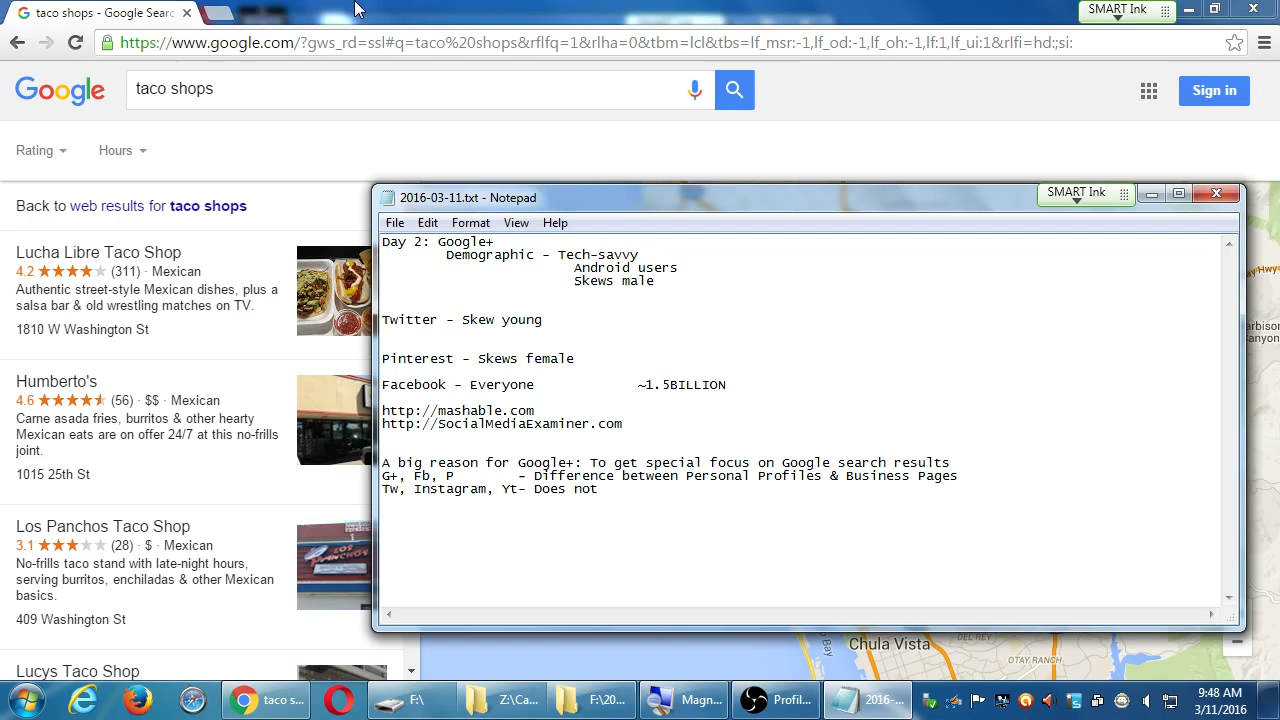 taco shops - Google Searc
SMART Ink
https://www.google.com/?gws_rd=ssl#q=taco%20shops&rflfq=1&rlha=0&tbm=lcl&tbs=lf_msr:-1,lf_od:-1,lf_oh:-1,lf:1,lf_ui:1&rlfi=hd:;si:
Google
taco shops
Sign in
Rating
Hours
Back to web results for taco shops
Lucha Libre Taco Shop
4.2 (311) · Mexican
Authentic street-style Mexican dishes, plus a
salsa bar & old wrestling matches on TV.
1810 W Washington St
Humberto's
4.6 (56) · $$ · Mexican
Carne asada fries, burritos & other hearty
Mexican eats are on offer 24/7 at this no-frills
joint.
1015 25th St
Los Panchos Taco Shop
3.1 (28) · $ · Mexican
No-frills taco stand with late-night hours,
serving burritos, enchiladas & other Mexican
basics.
409 Washington St
Lucys Taco Shop
2016-03-11.txt - Notepad
SMART Ink
File Edit Format View Help
Day 2: Google+
Demographic - Tech-savvy
Android users
Skews male
Twitter - Skew young
Pinterest - Skews female
Facebook - Everyone ~1.5BILLION
http://mashable.com
http://SocialMediaExaminer.com
A big reason for Google+: To get special focus on Google search results
G+, Fb, P - Difference between Personal Profiles & Business Pages
Tw, Instagram, Yt- Does not
Chula Vista
DEL REY
OTAY RANCH
taco s...
F:\
Z:\Ca...
F:\20...
Magn...
Profil...
2016-...
9:48 AM
3/11/2016